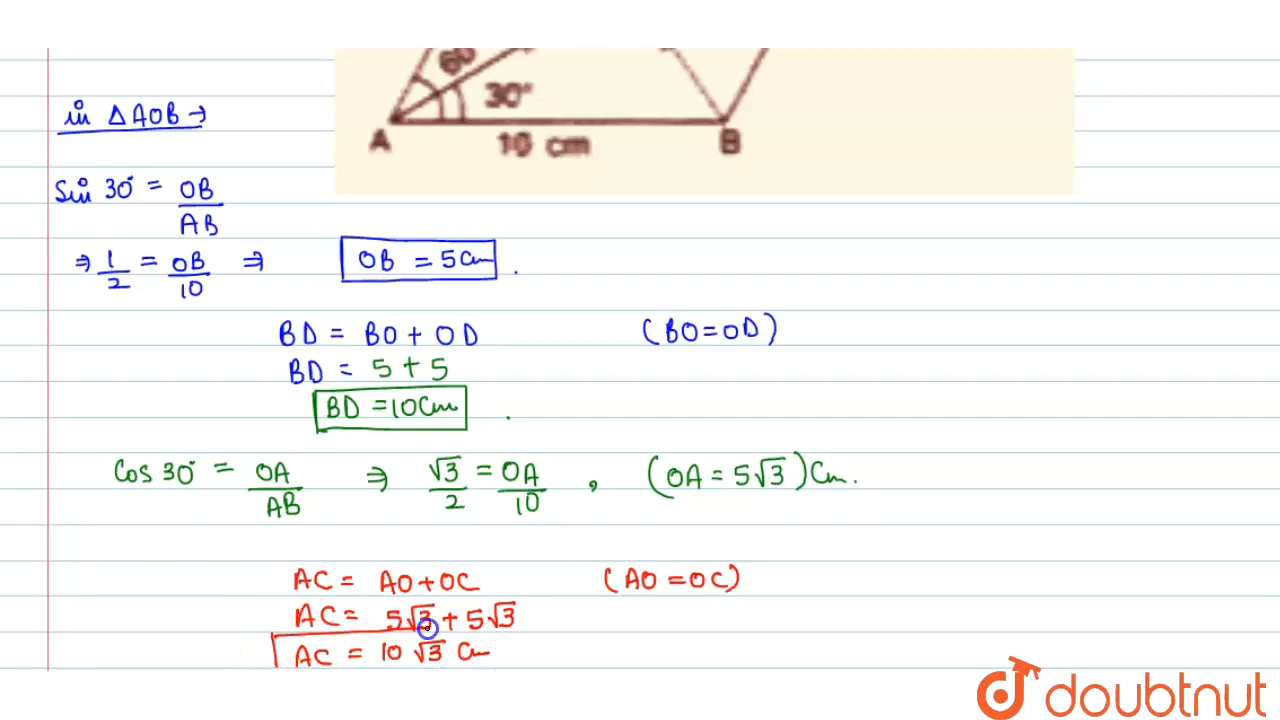 60
30°
A
10 cm
B
in △AOB →
Sin 30° = OB
AB
⇒ 1 = OB ⇒
2 10
OB = 5Cm .
BD = BO + OD (BO = OD)
BD = 5 + 5
BD = 10Cm .
Cos 30° = OA ⇒ √3 = OA , (OA = 5√3) Cm.
AB 2 10
AC = AO + OC (AO = OC)
AC = 5√3 + 5√3
AC = 10 √3 Cm
doubtnut